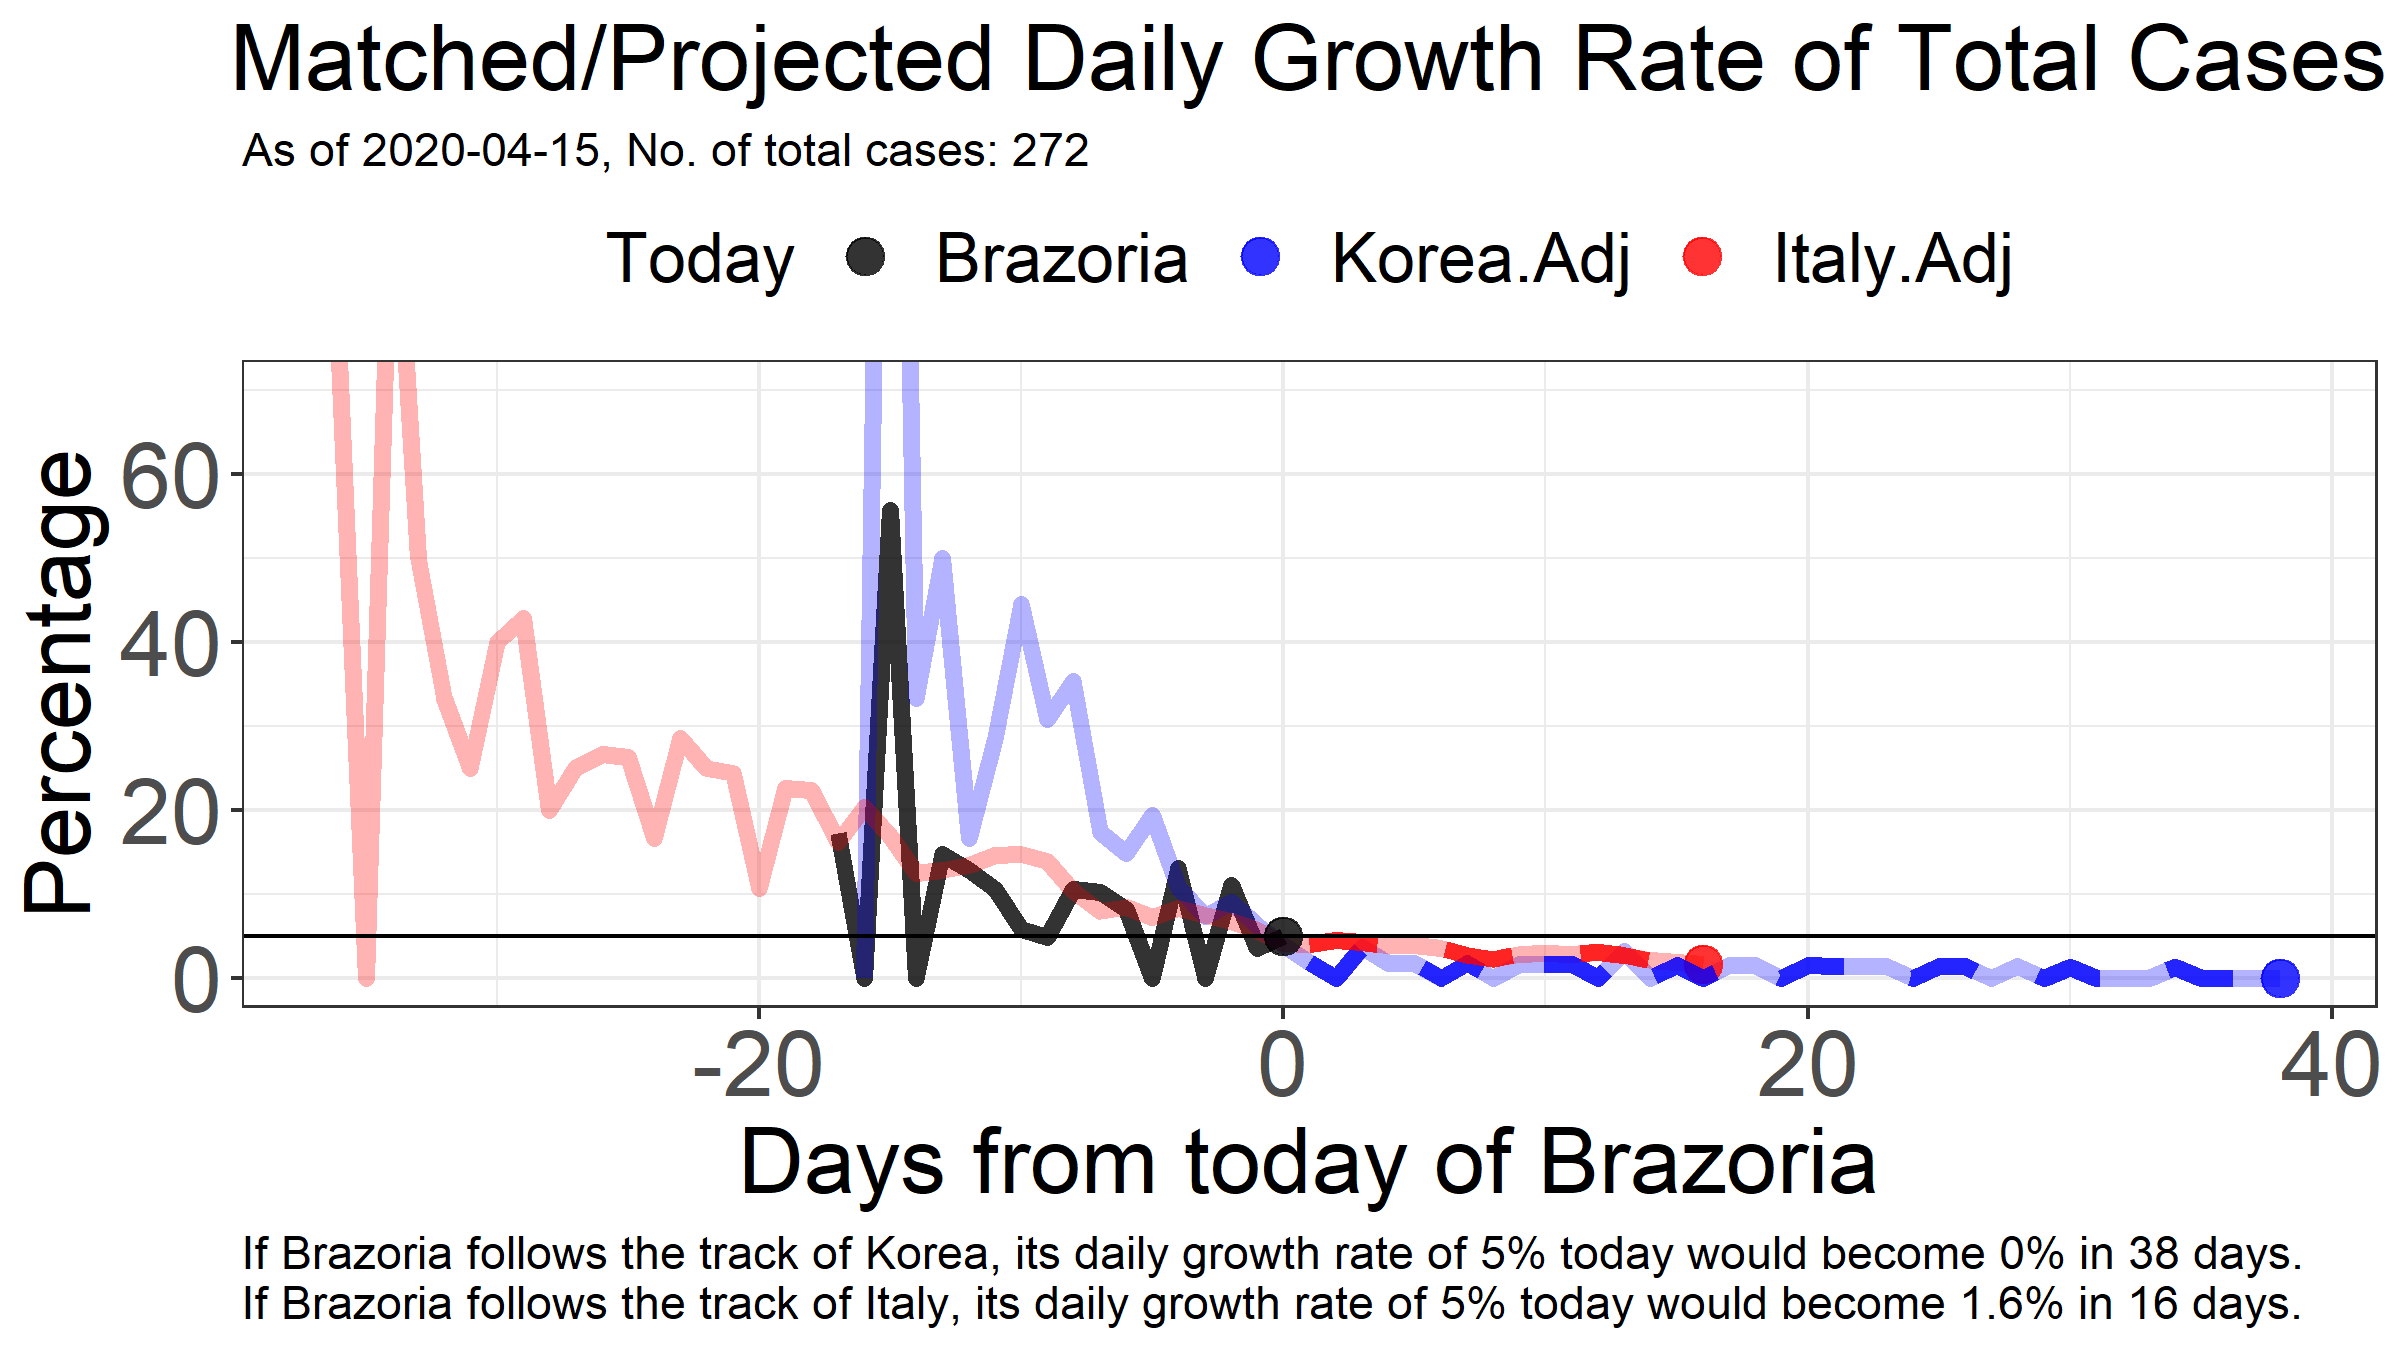 Matched/Projected Daily Growth Rate of Total Cases
As of 2020-04-15, No. of total cases: 272
Today Brazoria Korea.Adj Italy.Adj
Percentage
60
40
20
0
-20 0 20 40
Days from today of Brazoria
If Brazoria follows the track of Korea, its daily growth rate of 5% today would become 0% in 38 days.
If Brazoria follows the track of Italy, its daily growth rate of 5% today would become 1.6% in 16 days.